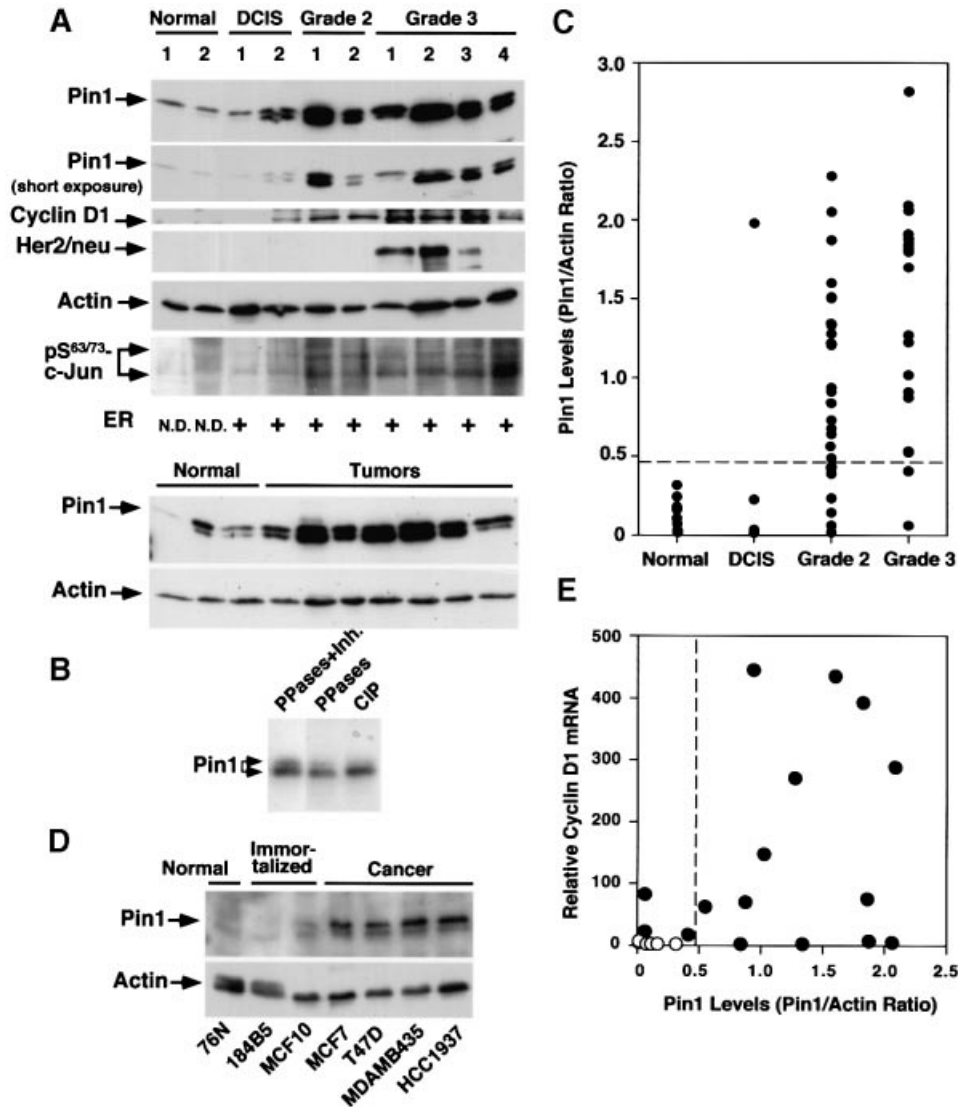 A
Normal DCIS Grade 2 Grade 3
1 2 1 2 1 2 1 2 3 4
Pin1
Pin1
(short exposure)
Cyclin D1
Her2/neu
Actin
pS63/73-
c-Jun
ER N.D. N.D. + + + + + + + +
Normal Tumors
Pin1
Actin
B
PPases+Inh.
PPases
CIP
Pin1
C
Pin1 Levels (Pin1/Actin Ratio)
3.0
2.5
2.0
1.5
1.0
0.5
0
Normal DCIS Grade 2 Grade 3
D
Normal Immor-
talized Cancer
Pin1
Actin
76N
184B5
MCF10
MCF7
T47D
MDAMB435
HCC1937
E
Relative Cyclin D1 mRNA
500
400
300
200
100
0
0 0.5 1.0 1.5 2.0 2.5
Pin1 Levels (Pin1/Actin Ratio)